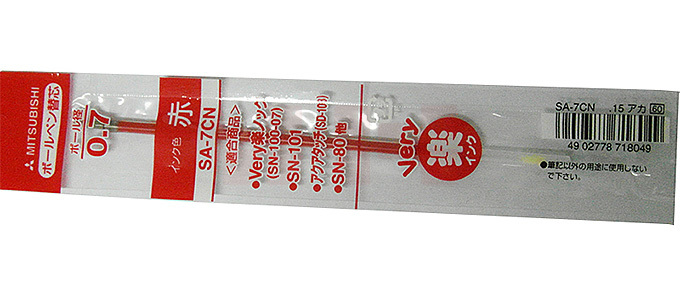 MITSUBISHI
ボールペン替芯
ボール径
0.7
インク色
赤
SA-7CN
<適合商品>
●Very楽ノック
(SN-100-07)
●SN-101
●アクアタッチ(SD-103)
●SN-80 他
Very
楽
インク
SA-7CN .15 アカ 60
49 02778 718049
●筆記以外の用途に使用しない
で下さい。